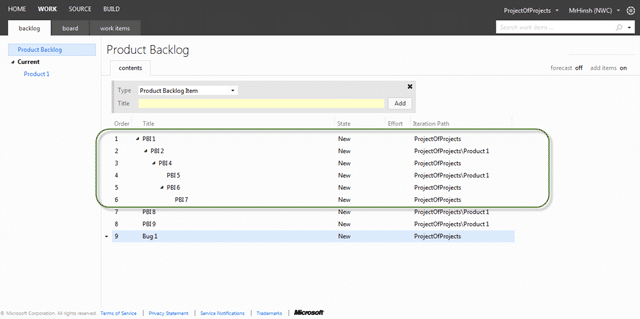 HOME WORK SOURCE BUILD ProjectOfProjects MrHinsh (NWC)
backlog board work items Search work items
Product Backlog
Current
Product 1
Product Backlog
contents forecast off add items on
Type Product Backlog Item
Title Add
Order Title State Effort Iteration Path
1 PBI 1 New ProjectOfProjects
2 PBI 2 New ProjectOfProjects\Product 1
3 PBI 4 New ProjectOfProjects
4 PBI 5 New ProjectOfProjects\Product 1
5 PBI 6 New ProjectOfProjects
6 PBI 7 New ProjectOfProjects
7 PBI 8 New ProjectOfProjects\Product 1
8 PBI 9 New ProjectOfProjects\Product 1
9 Bug 1 New ProjectOfProjects
© Microsoft Corporation. All rights reserved. Terms of Service | Privacy Statement | Service Notifications | Trademarks | Microsoft